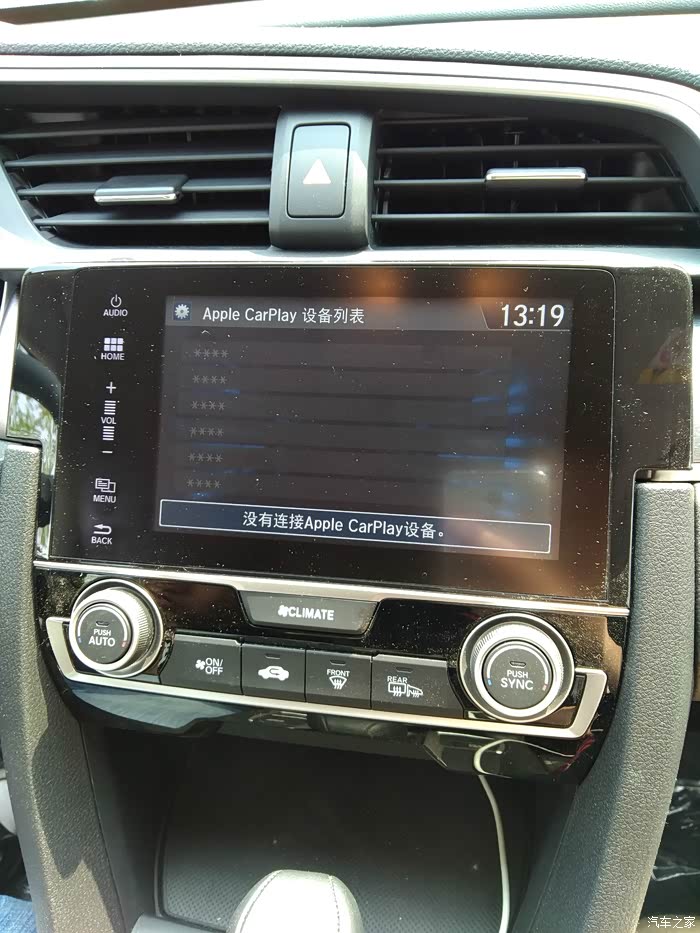 AUDIO
Apple CarPlay 设备列表
13:19
HOME
+
VOL
-
MENU
BACK
****
****
****
****
****
****
没有连接Apple CarPlay设备。
CLIMATE
PUSH
AUTO
ON/
OFF
FRONT
REAR
PUSH
SYNC
汽车之家